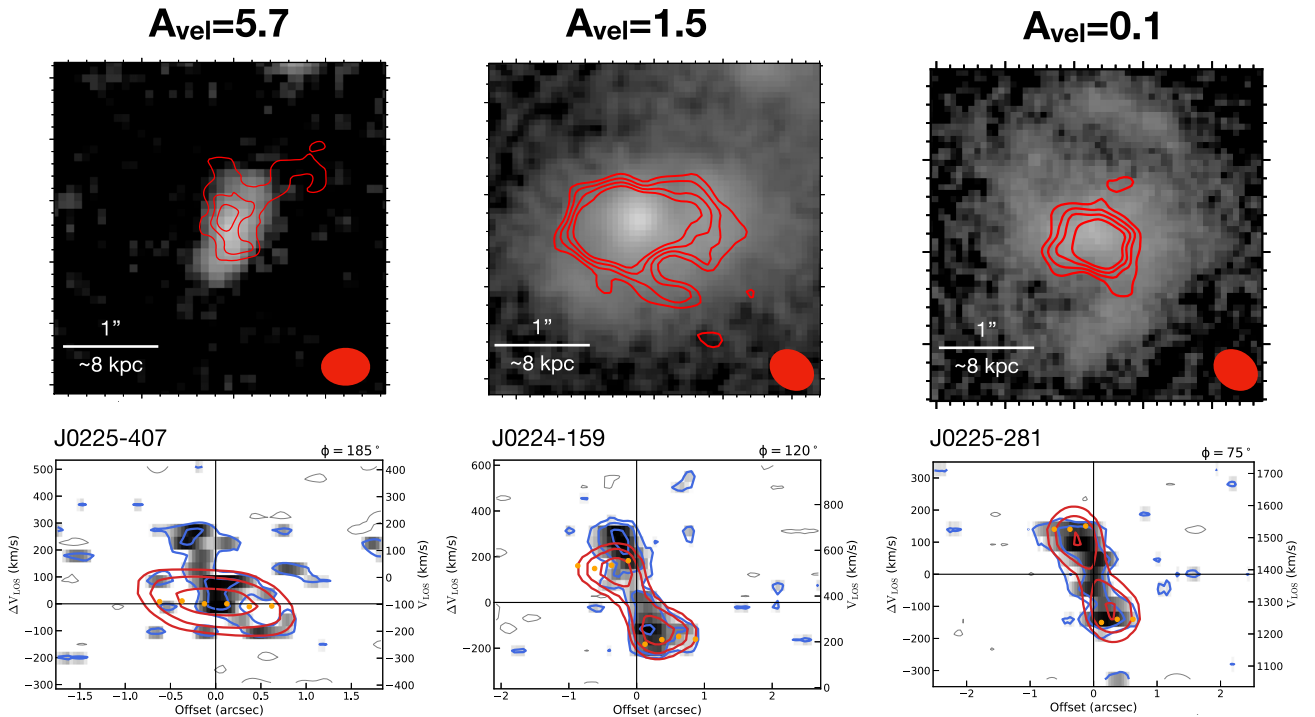 Avel=5.7 Avel=1.5 Avel=0.1
1” 1” 1”
~8 kpc ~8 kpc ~8 kpc
J0225-407 ϕ = 185° J0224-159 ϕ = 120° J0225-281 ϕ = 75°
500
400
300
200
100
0
−100
−200
−300
ΔVLOS (km/s)
400
300
200
100
0
−100
−200
−300
−400
VLOS (km/s)
−1.5 −1.0 −0.5 0.0 0.5 1.0 1.5
Offset (arcsec)
600
400
200
0
−200
ΔVLOS (km/s)
800
600
400
200
0
VLOS (km/s)
−2 −1 0 1 2
Offset (arcsec)
300
200
100
0
−100
−200
−300
ΔVLOS (km/s)
1700
1600
1500
1400
1300
1200
1100
VLOS (km/s)
−2 −1 0 1 2
Offset (arcsec)